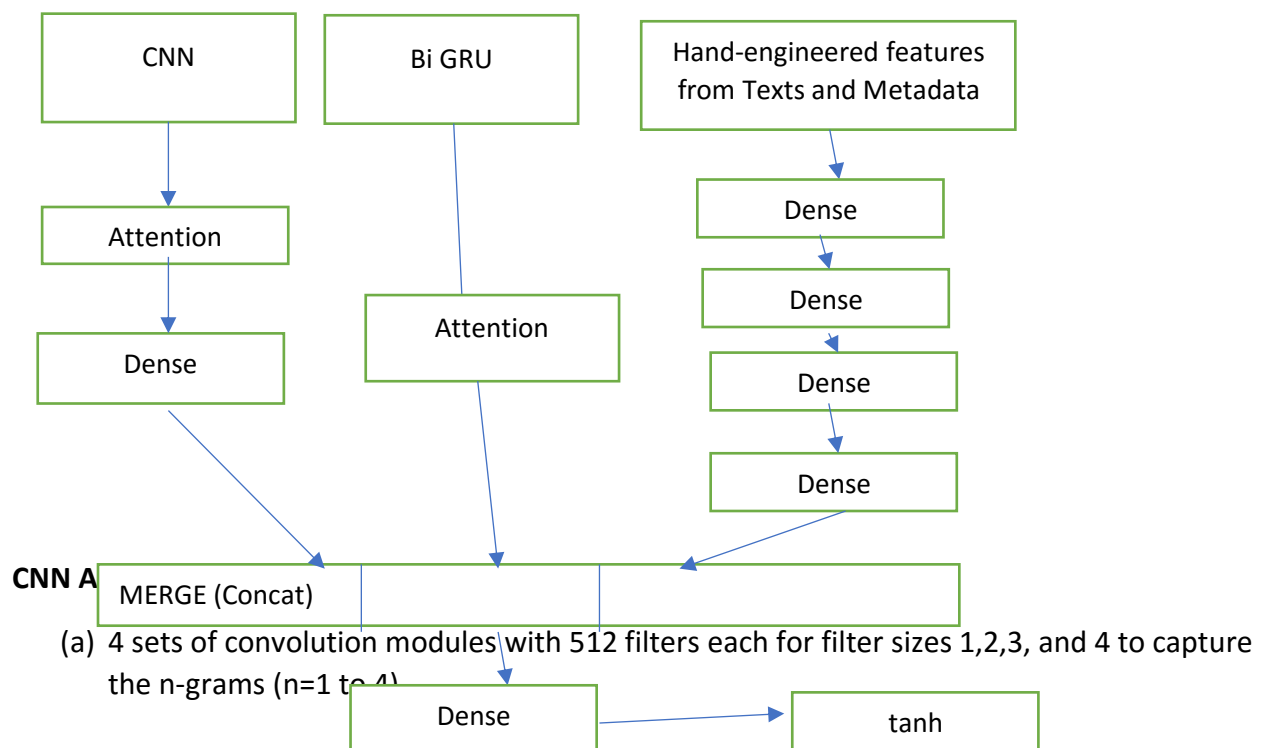 CNN
Bi GRU
Hand-engineered features
from Texts and Metadata
Attention
Dense
Attention
Dense
Dense
Dense
Dense
CNN A
MERGE (Concat)
(a) 4 sets of convolution modules with 512 filters each for filter sizes 1,2,3, and 4 to capture
the n-grams (n=1 to 4)
Dense
tanh